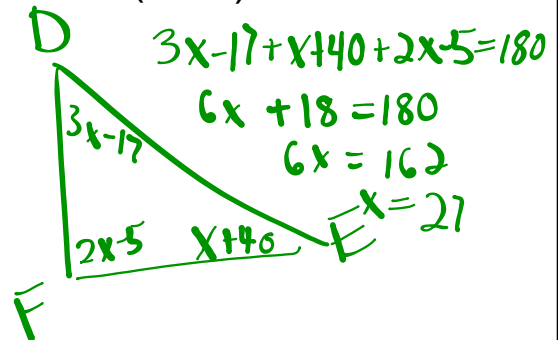 D
3x-17+x+40+2x-5=180
6x +18 =180
3x-17
6x = 162
x = 27
2x-5
x+40
E
F